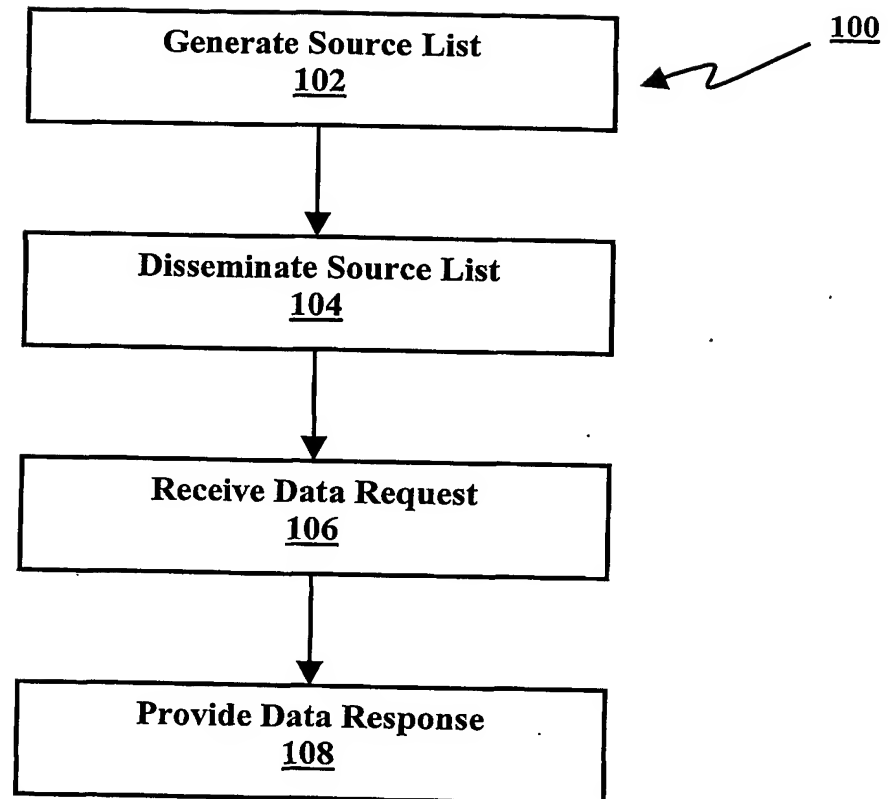 100
Generate Source List
102
Disseminate Source List
104
Receive Data Request
106
Provide Data Response
108